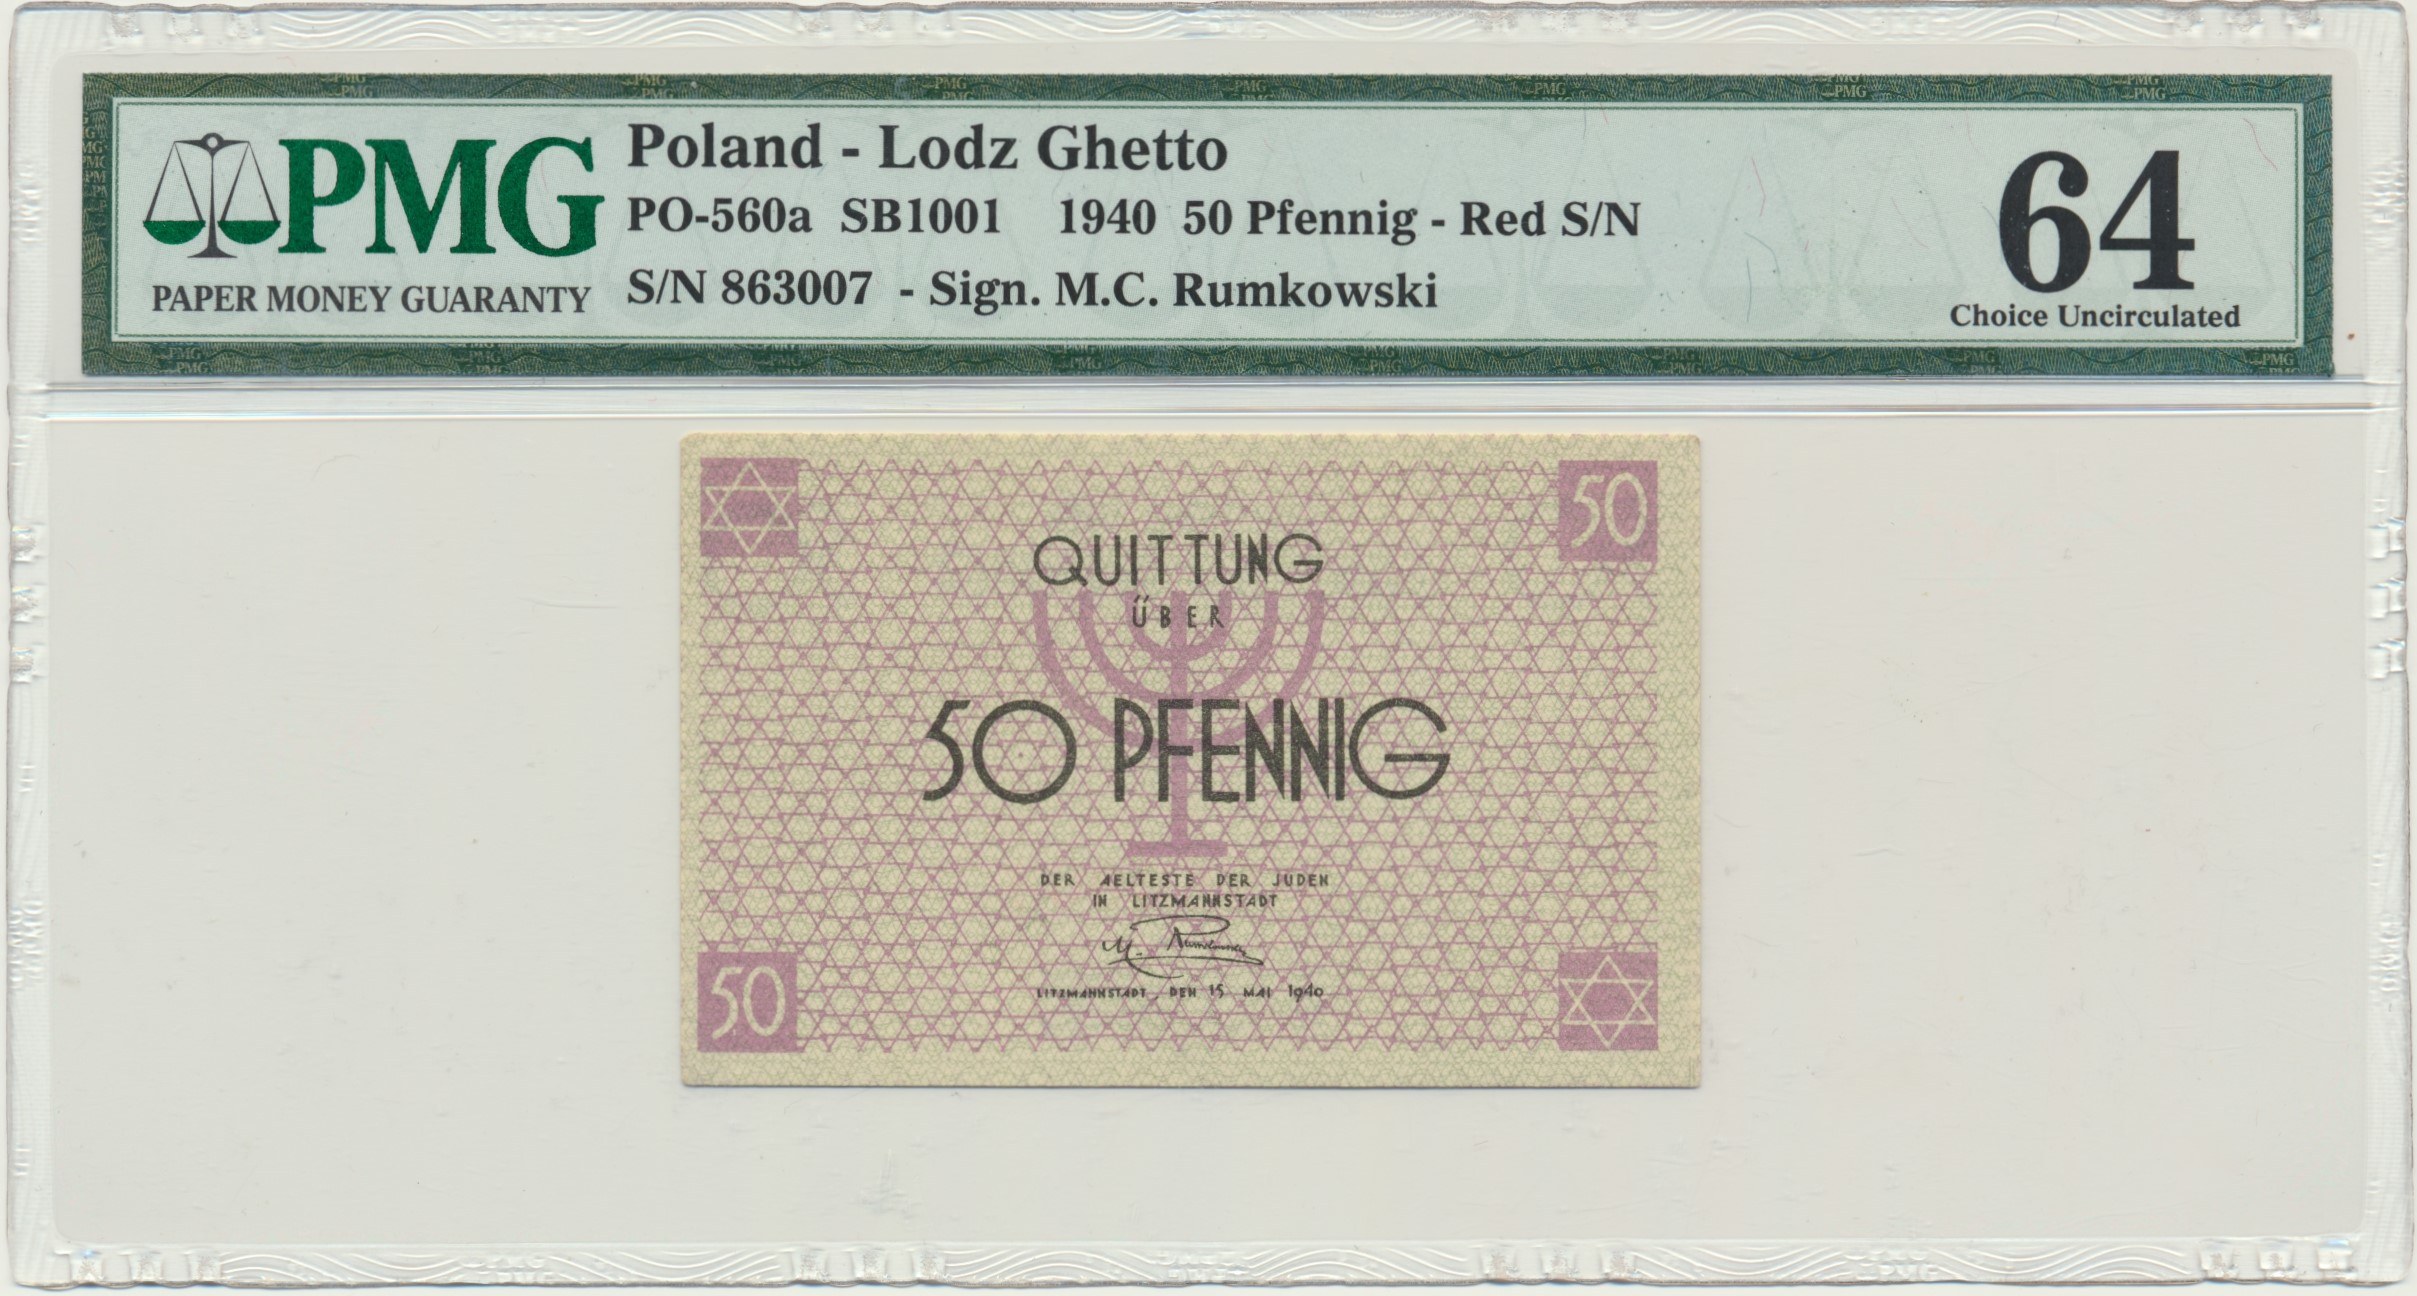 PMG
PAPER MONEY GUARANTY
Poland - Lodz Ghetto
PO-560a SB1001 1940 50 Pfennig - Red S/N
S/N 863007 - Sign. M.C. Rumkowski
64
Choice Uncirculated
50
QUITTUNG
ÜBER
50 PFENNIG
DER AELTESTE DER JUDEN
IN LITZMANNSTADT
M. Rumkowski
50
LITZMANNSTADT, DEN 15 MAI 1940